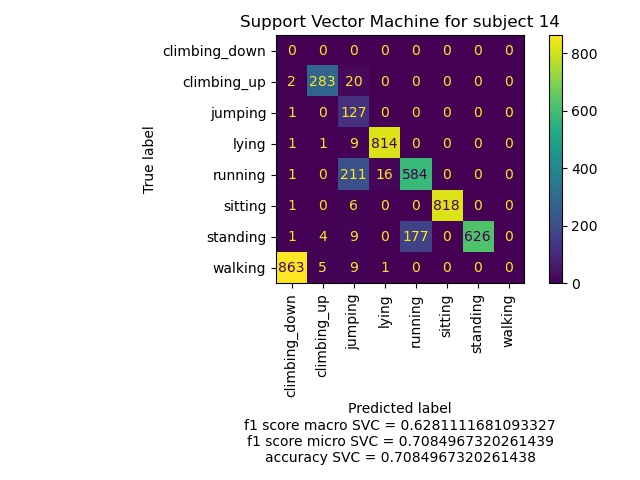 Support Vector Machine for subject 14
climbing_down 0 0 0 0 0 0 0 0
climbing_up 2 283 20 0 0 0 0 0
jumping 1 0 127 0 0 0 0 0
lying 1 1 9 814 0 0 0 0
running 1 0 211 16 584 0 0 0
sitting 1 0 6 0 0 818 0 0
standing 1 4 9 0 177 0 626 0
walking 863 5 9 1 0 0 0 0
True label
climbing_down climbing_up jumping lying running sitting standing walking
Predicted label
800
600
400
200
0
f1 score macro SVC = 0.6281111681093327
f1 score micro SVC = 0.7084967320261439
accuracy SVC = 0.7084967320261438